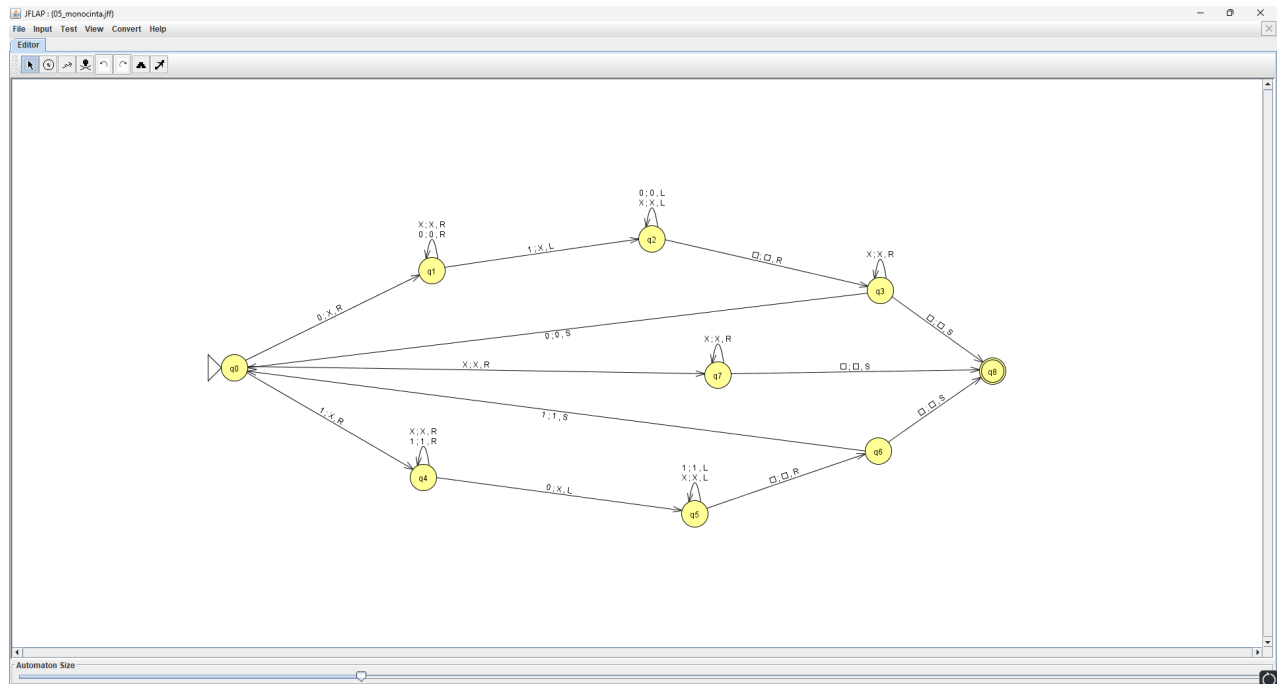 JFLAP : (05_monocinta.jff)
File Input Test View Convert Help
Editor
0 ; 0 , L
X ; X , L
X ; X , R
0 ; 0 , R
q2
1 ; X , L
□ ; □ , R
X ; X , R
q1
q3
0 ; X , R
□ ; □ , S
0 ; 0 , S
X ; X , R
q0
X ; X , R
q7
□ ; □ , S
q8
1 ; X , R
1 ; 1 , S
□ ; □ , S
X ; X , R
1 ; 1 , R
q6
q4
1 ; 1 , L
X ; X , L
□ ; □ , R
0 ; X , L
q5
Automaton Size